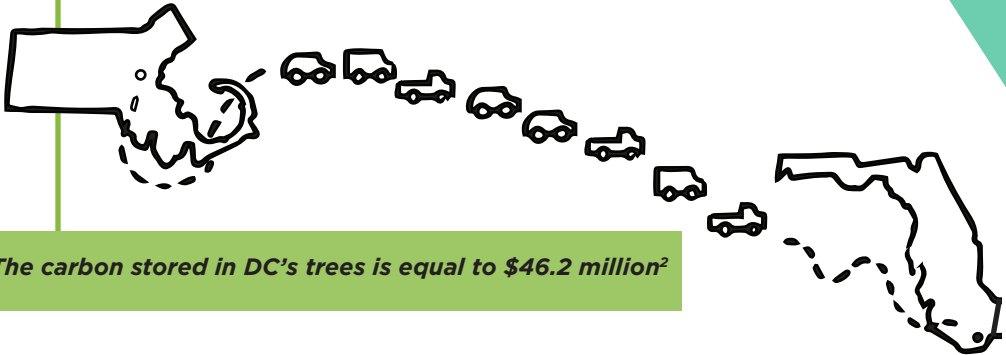 The carbon stored in DC’s trees is equal to $46.2 million²